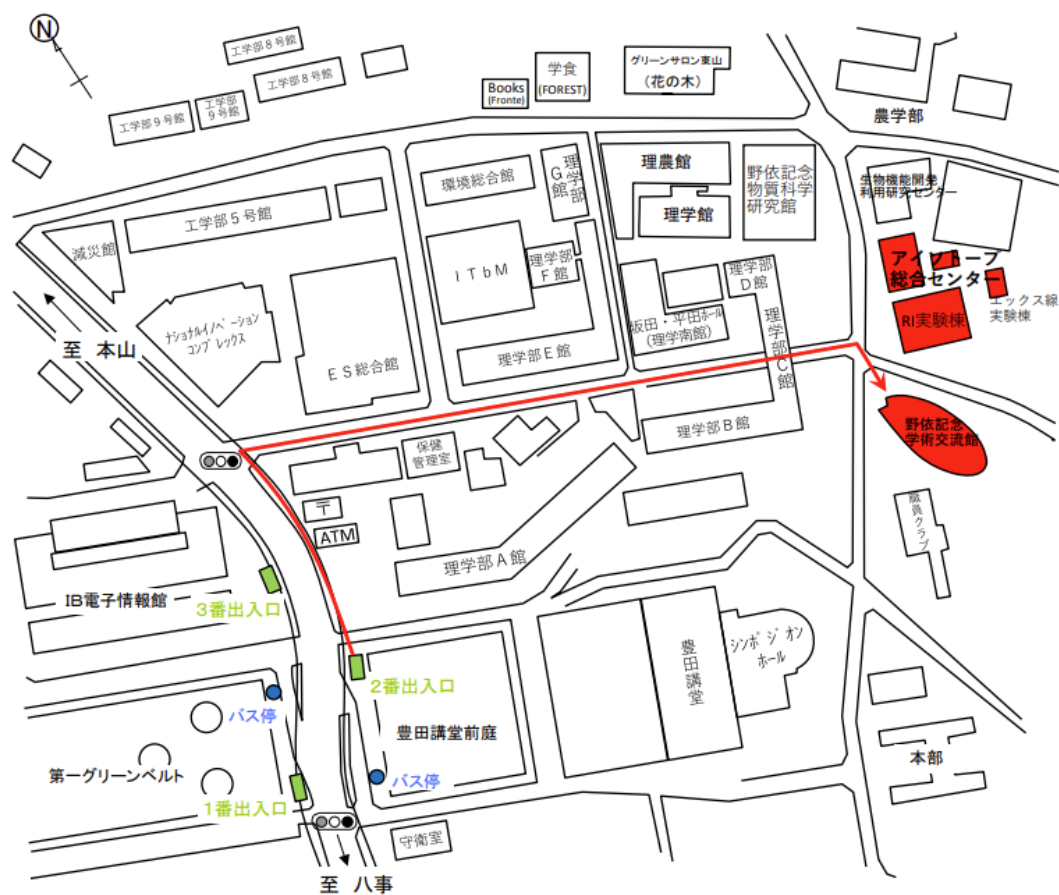 N
工学部8号館
工学部8号館
工学部
9号館
工学部9号館
Books
(Fronte)
学食
(FOREST)
グリーンサロン東山
(花の木)
農学部
環境総合館
理学部
G館
理農館
理学館
野依記念
物質科学
研究館
生物機能開発
利用研究センター
工学部5号館
減災館
ITbM
理学部
F館
理学部
D館
アイソトープ
総合センター
エックス線
実験棟
RI実験棟
ナショナルイノベーション
コンプレックス
至 本山
ES総合館
理学部E館
坂田・平田ホール
(理学南館)
理学部C館
理学部B館
野依記念
学術交流館
保健
管理室
〒
ATM
理学部A館
職員クラブ
IB電子情報館
3番出入口
2番出入口
バス停
豊田講堂前庭
豊田講堂
シンポジオン
ホール
第一グリーンベルト
バス停
1番出入口
本部
守衛室
至 八事